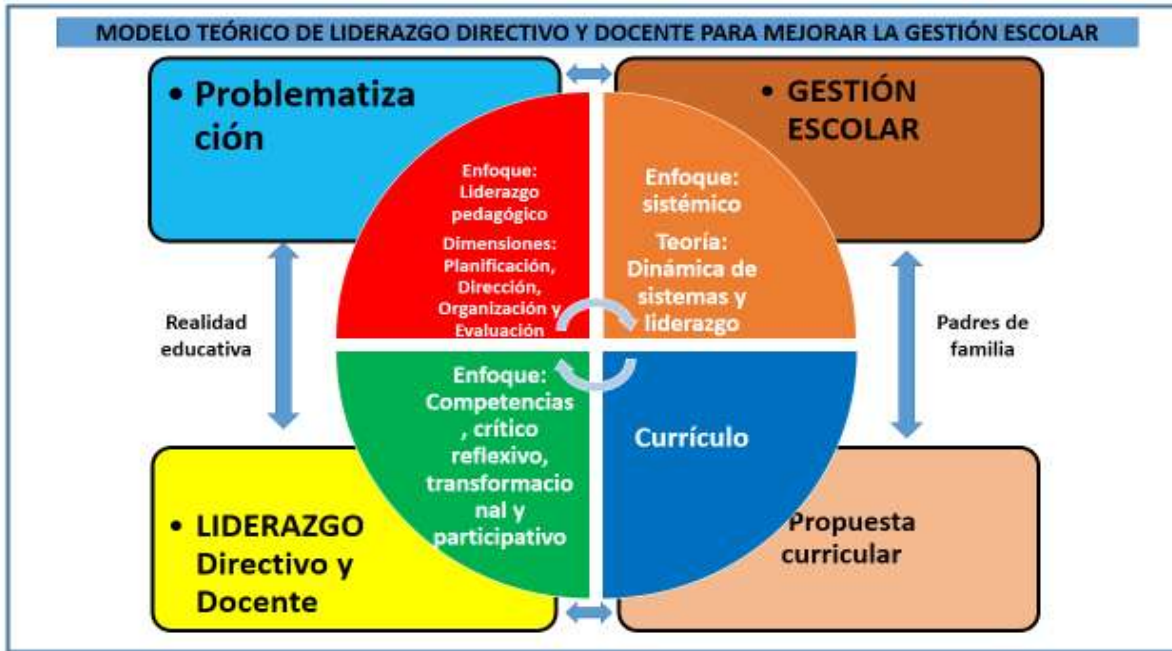 MODELO TEÓRICO DE LIDERAZGO DIRECTIVO Y DOCENTE PARA MEJORAR LA GESTIÓN ESCOLAR
• Problematiza
ción
• GESTIÓN
ESCOLAR
Enfoque:
Liderazgo
pedagógico
Dimensiones:
Planificación,
Dirección,
Organización y
Evaluación
Enfoque:
sistémico
Teoría:
Dinámica de
sistemas y
liderazgo
Realidad
educativa
Padres de
familia
Enfoque:
Competencias
, crítico
reflexivo,
transformacio
nal y
participativo
Currículo
• LIDERAZGO
Directivo y
Docente
Propuesta
curricular